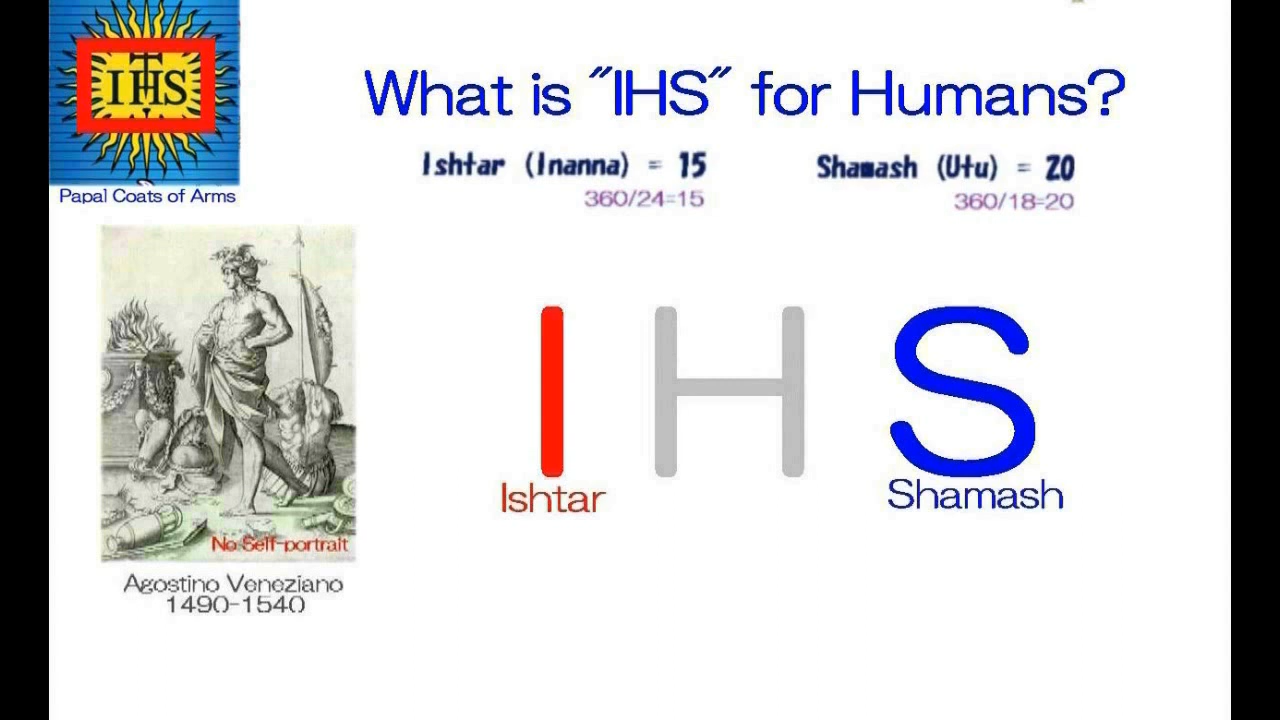 IHS
What is "IHS" for Humans?
Ishtar (Inanna) = 15
Shamash (Utu) = 20
360/24=15
360/18=20
Papal Coats of Arms
I H S
Ishtar
Shamash
No Self-portrait
Agostino Veneziano
1490-1540